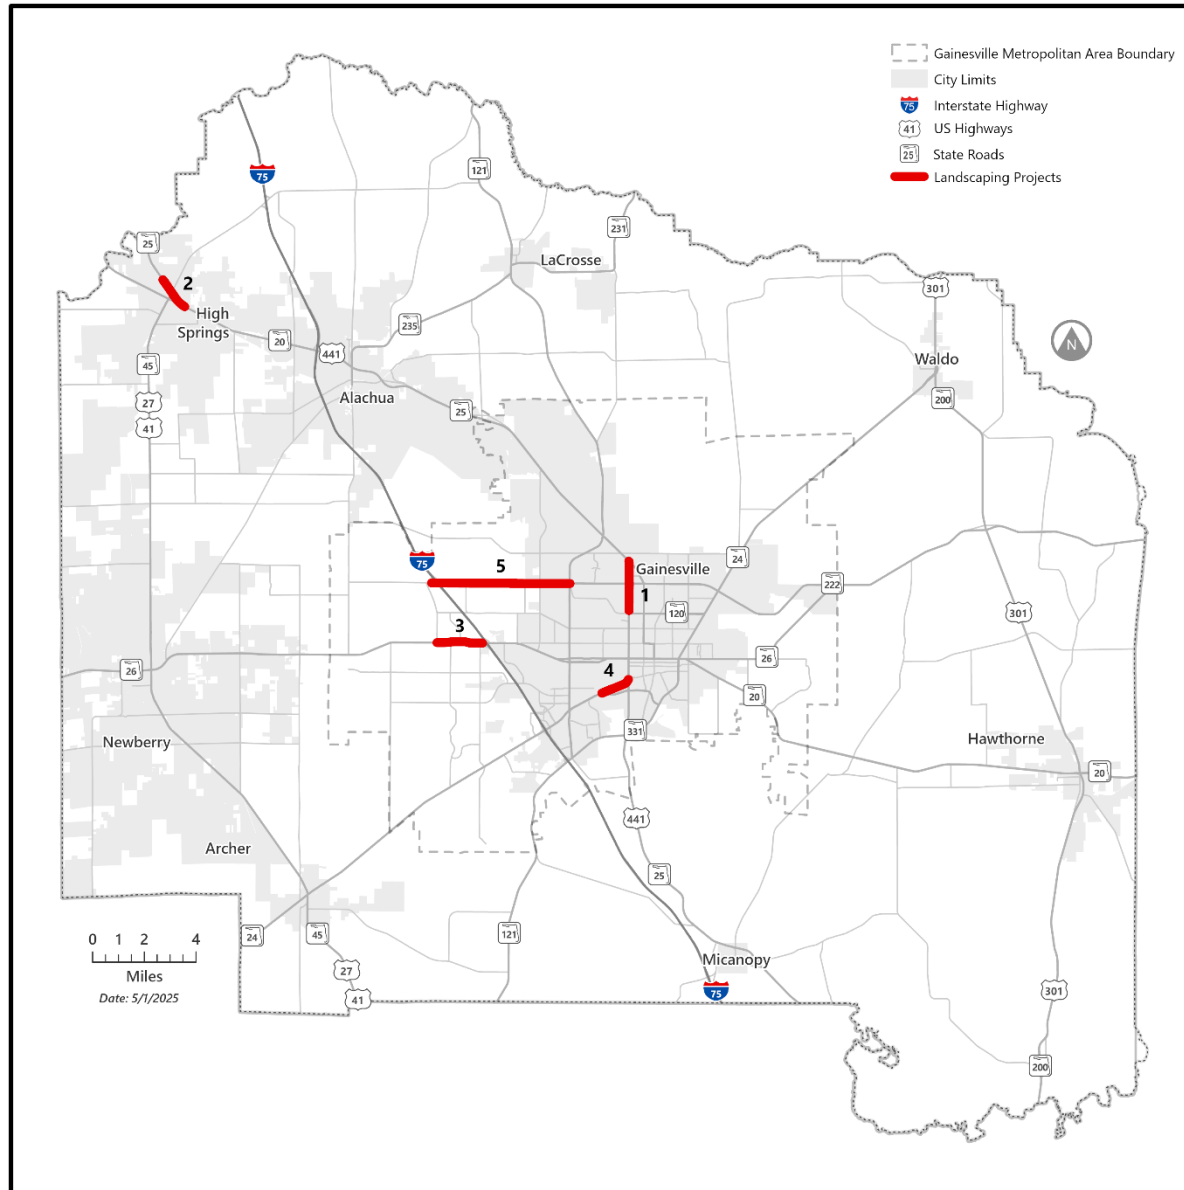 Gainesville Metropolitan Area Boundary
City Limits
75
Interstate Highway
41
US Highways
25
State Roads
Landscaping Projects
75
121
231
25
LaCrosse
2
301
High
Springs
235
20
441
Waldo
N
45
Alachua
200
27
25
41
24
75
5
Gainesville
222
1
120
3
26
26
4
20
331
Newberry
Hawthorne
20
441
Archer
25
24
45
121
0 1 2 4
Miles
Date: 5/1/2025
27
41
Micanopy
75
301
200